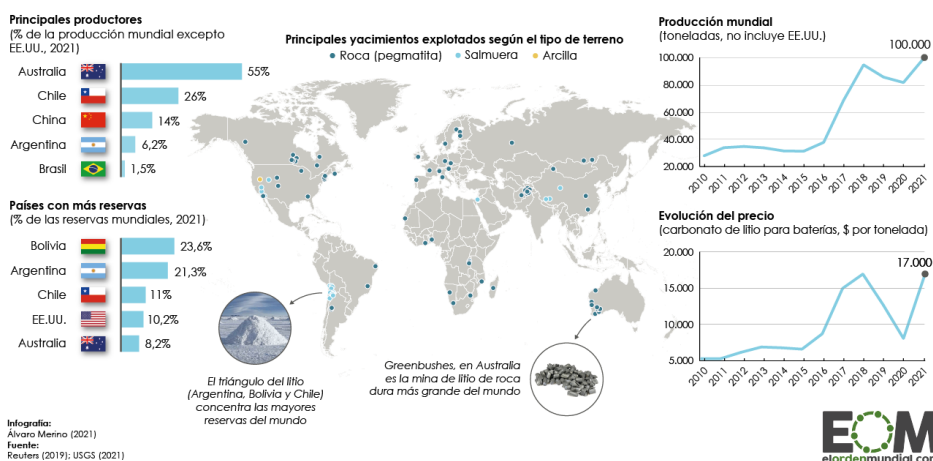 Principales productores
(% de la producción mundial excepto
EE.UU., 2021)
Australia 55%
Chile 26%
China 14%
Argentina 6,2%
Brasil 1,5%
Países con más reservas
(% de las reservas mundiales, 2021)
Bolivia 23,6%
Argentina 21,3%
Chile 11%
EE.UU. 10,2%
Australia 8,2%
Principales yacimientos explotados según el tipo de terreno
Roca (pegmatita) Salmuera Arcilla
El triángulo del litio
(Argentina, Bolivia y Chile)
concentra las mayores
reservas del mundo
Greenbushes, en Australia
es la mina de litio de roca
dura más grande del mundo
Producción mundial
(toneladas, no incluye EE.UU.)
100.000
100.000
80.000
60.000
40.000
20.000
2010 2011 2012 2013 2014 2015 2016 2017 2018 2019 2020 2021
Evolución del precio
(carbonato de litio para baterías, $ por tonelada)
20.000
17.000
15.000
10.000
5.000
2010 2011 2012 2013 2014 2015 2016 2017 2018 2019 2020 2021
Infografía:
Álvaro Merino (2021)
Fuente:
Reuters (2019); USGS (2021)
EOM
elordenmundial.com